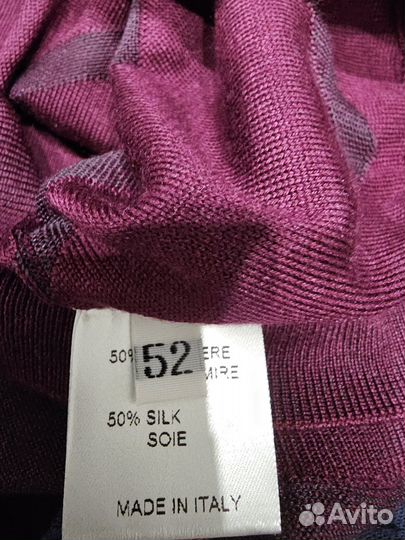 50%
52
ERE
MIRE
50% SILK
SOIE
MADE IN ITALY
Avito